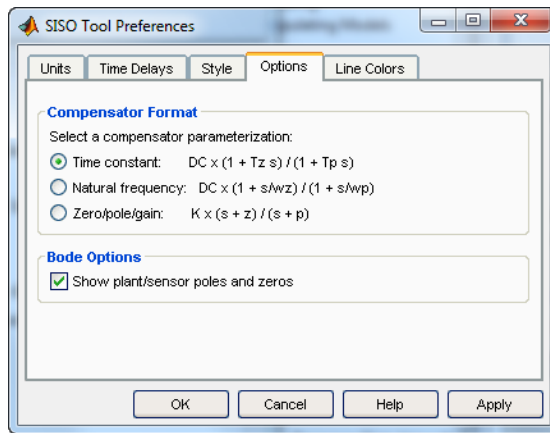 SISO Tool Preferences
Units Time Delays Style Options Line Colors
Compensator Format
Select a compensator parameterization:
Time constant: DC x (1 + Tz s) / (1 + Tp s)
Natural frequency: DC x (1 + s/wz) / (1 + s/wp)
Zero/pole/gain: K x (s + z) / (s + p)
Bode Options
Show plant/sensor poles and zeros
OK Cancel Help Apply